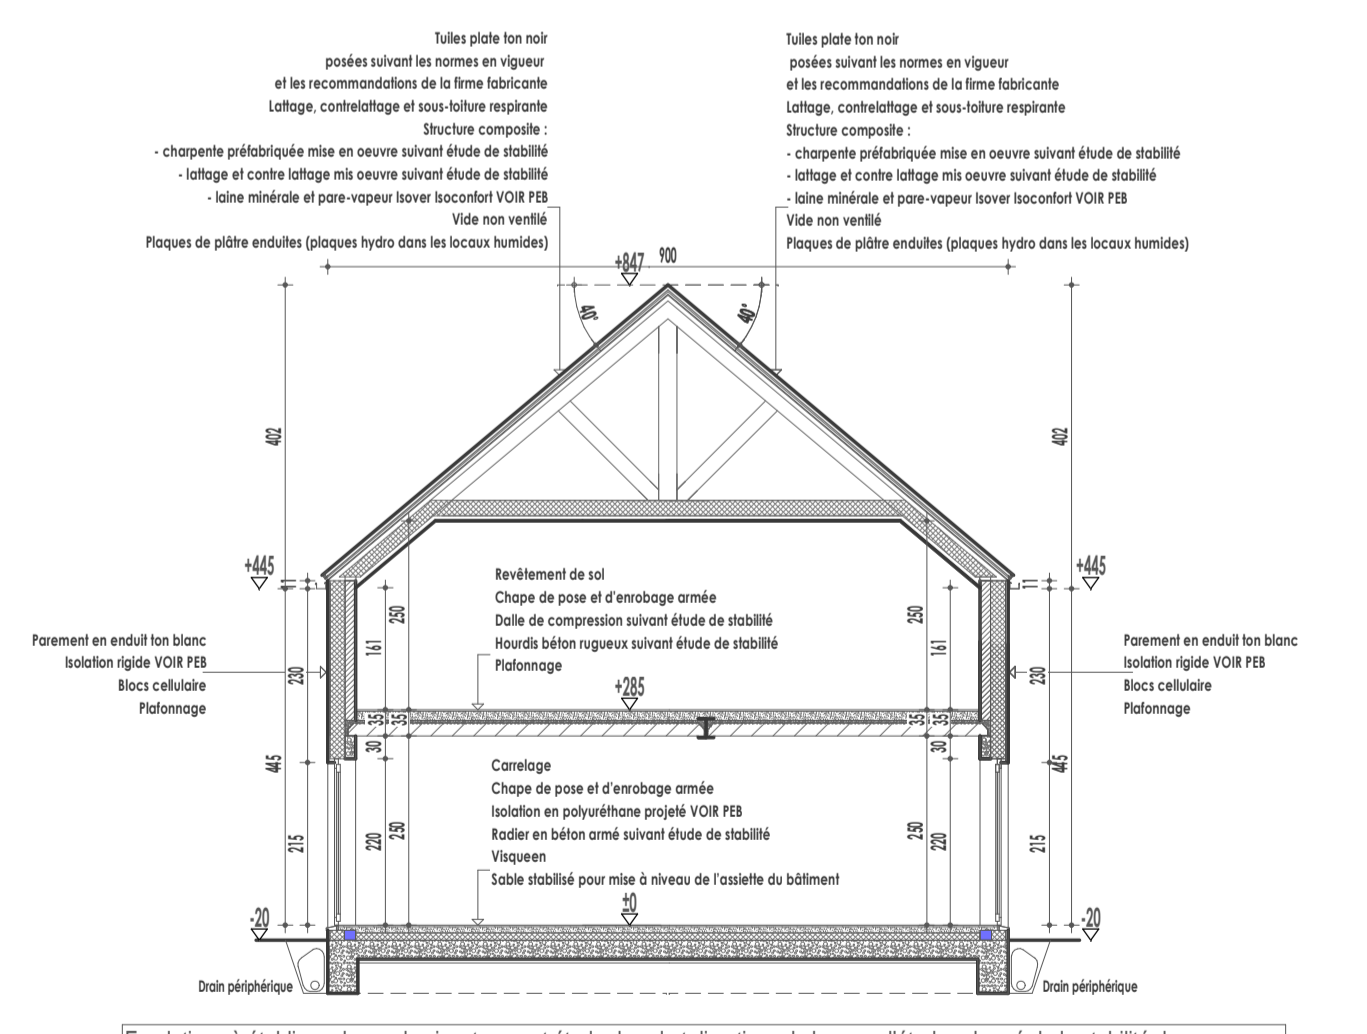 Tuiles plate ton noir
posées suivant les normes en vigueur
et les recommandations de la firme fabricante
Lattage, contrelattage et sous-toiture respirante
Structure composite :
- charpente préfabriquée mise en oeuvre suivant étude de stabilité
- lattage et contre lattage mis oeuvre suivant étude de stabilité
- laine minérale et pare-vapeur Isover Isoconfort VOIR PEB
Vide non ventilé
Plaques de plâtre enduites (plaques hydro dans les locaux humides)
Tuiles plate ton noir
posées suivant les normes en vigueur
et les recommandations de la firme fabricante
Lattage, contrelattage et sous-toiture respirante
Structure composite :
- charpente préfabriquée mise en oeuvre suivant étude de stabilité
- lattage et contre lattage mis oeuvre suivant étude de stabilité
- laine minérale et pare-vapeur Isover Isoconfort VOIR PEB
Vide non ventilé
Plaques de plâtre enduites (plaques hydro dans les locaux humides)
+847
900
40°
40°
402
402
+445
+445
11
11
Revêtement de sol
Chape de pose et d'enrobage armée
Dalle de compression suivant étude de stabilité
Hourdis béton rugueux suivant étude de stabilité
Plafonnage
250
161
230
250
161
230
Parement en enduit ton blanc
Isolation rigide VOIR PEB
Blocs cellulaire
Plafonnage
Parement en enduit ton blanc
Isolation rigide VOIR PEB
Blocs cellulaire
Plafonnage
+285
35
35
30
35
35
30
445
445
Carrelage
Chape de pose et d'enrobage armée
Isolation en polyuréthane projeté VOIR PEB
Radier en béton armé suivant étude de stabilité
Visqueen
Sable stabilisé pour mise à niveau de l'assiette du bâtiment
215
220
250
250
220
215
±0
-20
-20
Drain périphérique
Drain périphérique